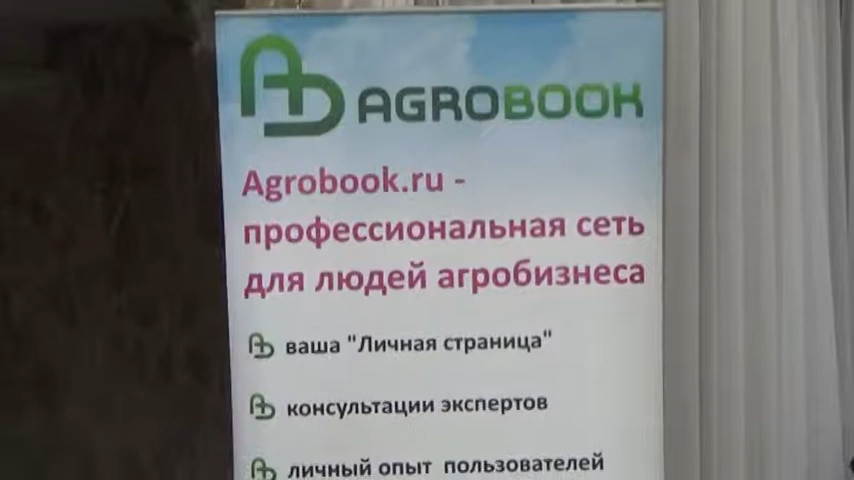 AGROBOOK
Agrobook.ru -
профессиональная сеть
для людей агробизнеса
ваша "Личная страница"
консультации экспертов
личный опыт пользователей